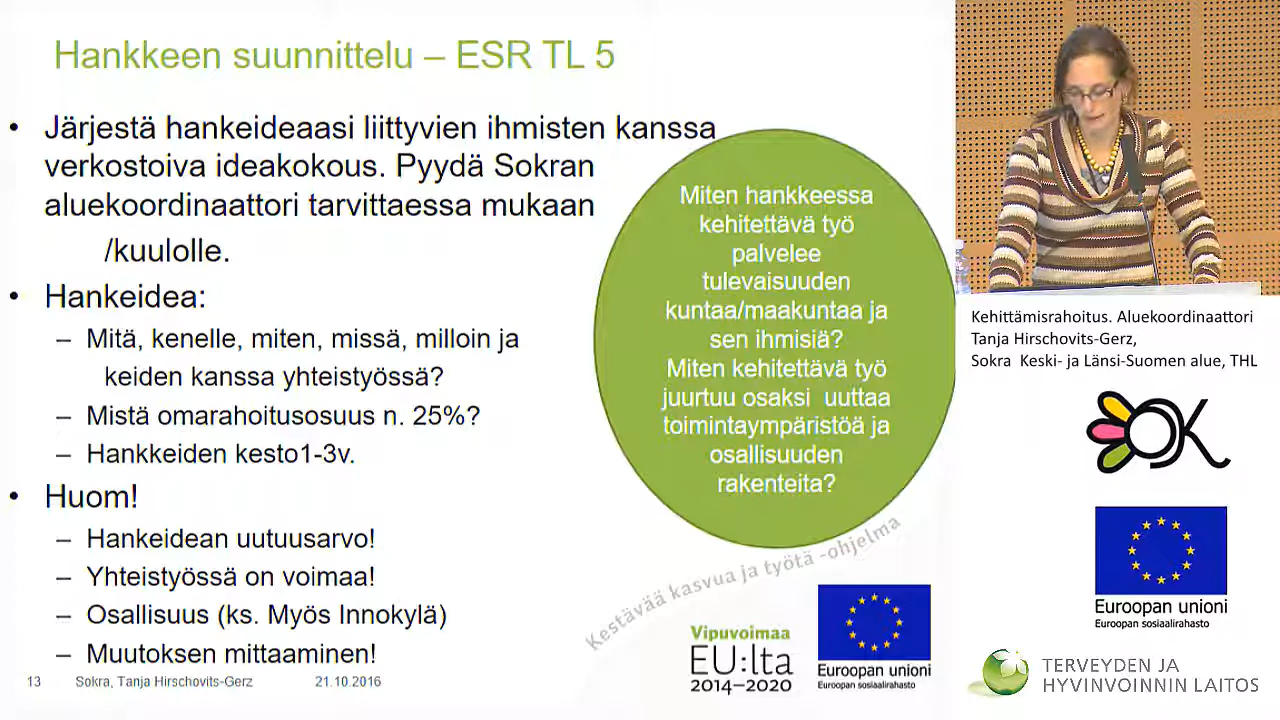 Hankkeen suunnittelu – ESR TL 5
• Järjestä hankeideaasi liittyvien ihmisten kanssa
verkostoiva ideakokous. Pyydä Sokran
aluekoordinaattori tarvittaessa mukaan
/kuulolle.
• Hankeidea:
– Mitä, kenelle, miten, missä, milloin ja
keiden kanssa yhteistyössä?
– Mistä omarahoitusosuus n. 25%?
– Hankkeiden kesto1-3v.
• Huom!
– Hankeidean uutuusarvo!
– Yhteistyössä on voimaa!
– Osallisuus (ks. Myös Innokylä)
– Muutoksen mittaaminen!
13 Sokra, Tanja Hirschovits-Gerz 21.10.2016
Miten hankkeessa
kehitettävä työ
palvelee
tulevaisuuden
kuntaa/maakuntaa ja
sen ihmisiä?
Miten kehitettävä työ
juurtuu osaksi uuttaa
toimintaympäristöä ja
osallisuuden
rakenteita?
Kestävää kasvua ja työtä -ohjelma
Vipuvoimaa
EU:lta
2014–2020
Euroopan unioni
Euroopan sosiaalirahasto
Kehittämisrahoitus. Aluekoordinaattori
Tanja Hirschovits-Gerz,
Sokra Keski- ja Länsi-Suomen alue, THL
OK
Euroopan unioni
Euroopan sosiaalirahasto
TERVEYDEN JA
HYVINVOINNIN LAITOS